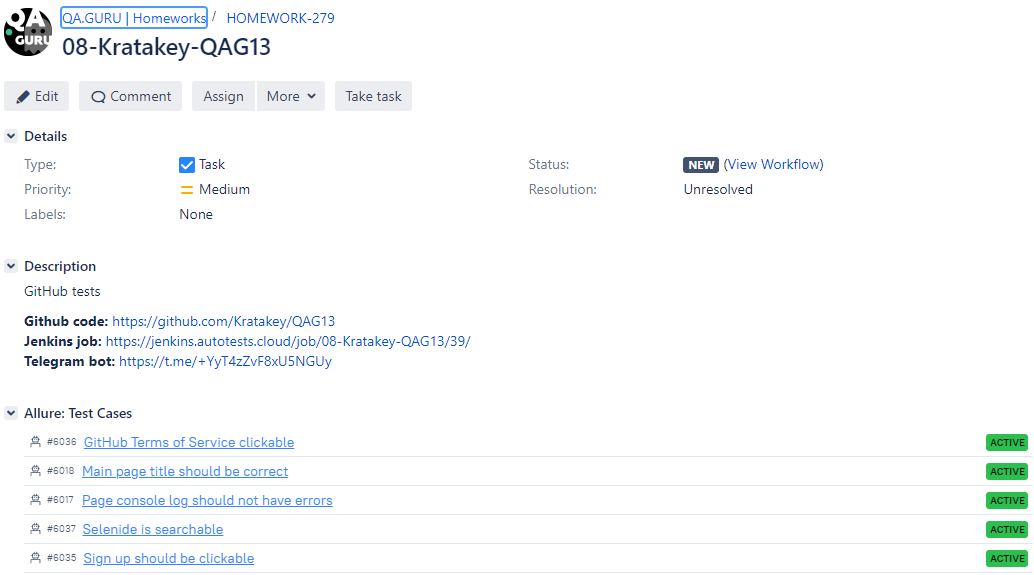 QA GURU
QA.GURU | Homeworks / HOMEWORK-279
08-Kratakey-QAG13
Edit Comment Assign More Take task
Details
Type: Task Status: NEW (View Workflow)
Priority: Medium Resolution: Unresolved
Labels: None
Description
GitHub tests
Github code: https://github.com/Kratakey/QAG13
Jenkins job: https://jenkins.autotests.cloud/job/08-Kratakey-QAG13/39/
Telegram bot: https://t.me/+YyT4zZvF8xU5NGUy
Allure: Test Cases
#6036 GitHub Terms of Service clickable ACTIVE
#6018 Main page title should be correct ACTIVE
#6017 Page console log should not have errors ACTIVE
#6037 Selenide is searchable ACTIVE
#6035 Sign up should be clickable ACTIVE